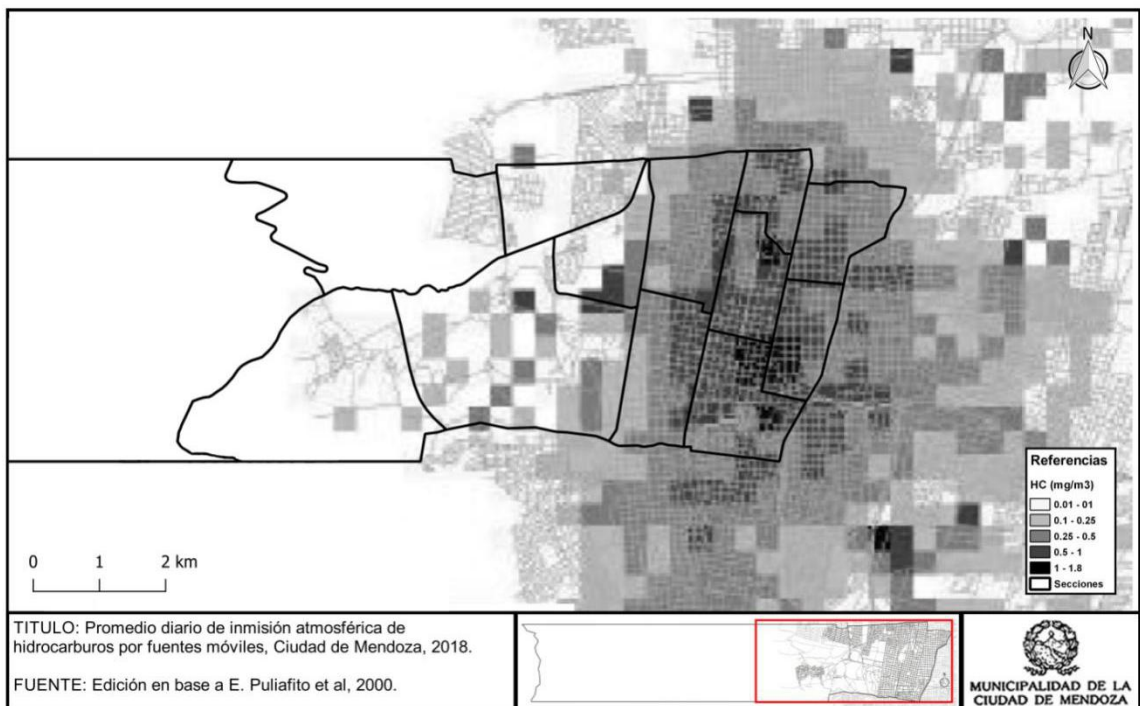 N
Referencias
HC (mg/m3)
0.01 - 01
0.1 - 0.25
0.25 - 0.5
0.5 - 1
1 - 1.8
Secciones
0 1 2 km
TITULO: Promedio diario de inmisión atmosférica de
hidrocarburos por fuentes móviles, Ciudad de Mendoza, 2018.
FUENTE: Edición en base a E. Puliafito et al, 2000.
MUNICIPALIDAD DE LA
CIUDAD DE MENDOZA